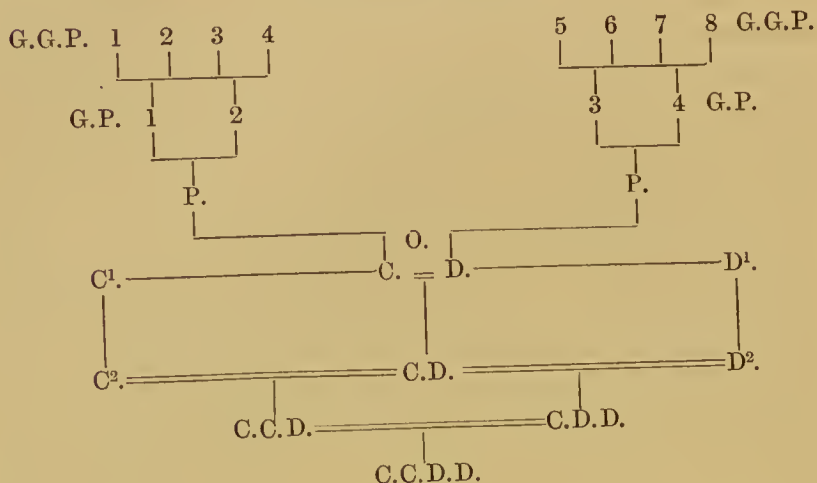 G.G.P. 1 2 3 4 5 6 7 8 G.G.P.
G.P. 1 2 3 4 G.P.
P. P.
O.
C¹. C. = D. D¹.
C². C.D. D².
C.C.D. C.D.D.
C.C.D.D.